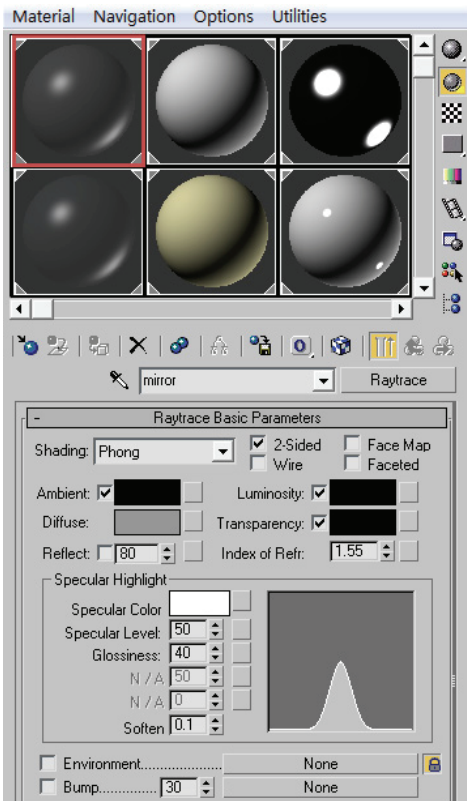 Material Navigation Options Utilities
mirror Raytrace
- Raytrace Basic Parameters
Shading: Phong 2-Sided Face Map
Wire Faceted
Ambient: Luminosity:
Diffuse: Transparency:
Reflect: 80 Index of Refr: 1.55
Specular Highlight
Specular Color
Specular Level: 50
Glossiness: 40
N / A 50
N / A 0
Soften 0.1
Environment..................... None
Bump.............. 30 None